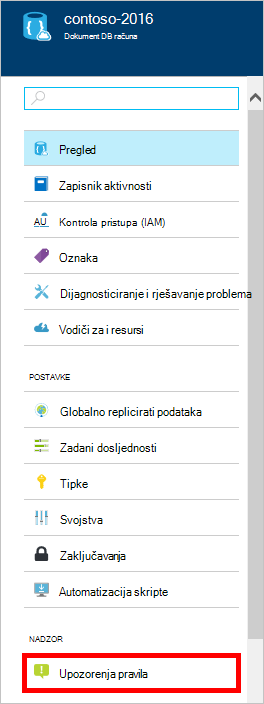 contoso-2016
Dokument DB računa
Pregled
Zapisnik aktivnosti
Kontrola pristupa (IAM)
Oznaka
Dijagnosticiranje i rješavanje problema
Vodiči za i resursi
POSTAVKE
Globalno replicirati podataka
Zadani dosljednosti
Tipke
Svojstva
Zaključavanja
Automatizacija skripte
NADZOR
Upozorenja pravila